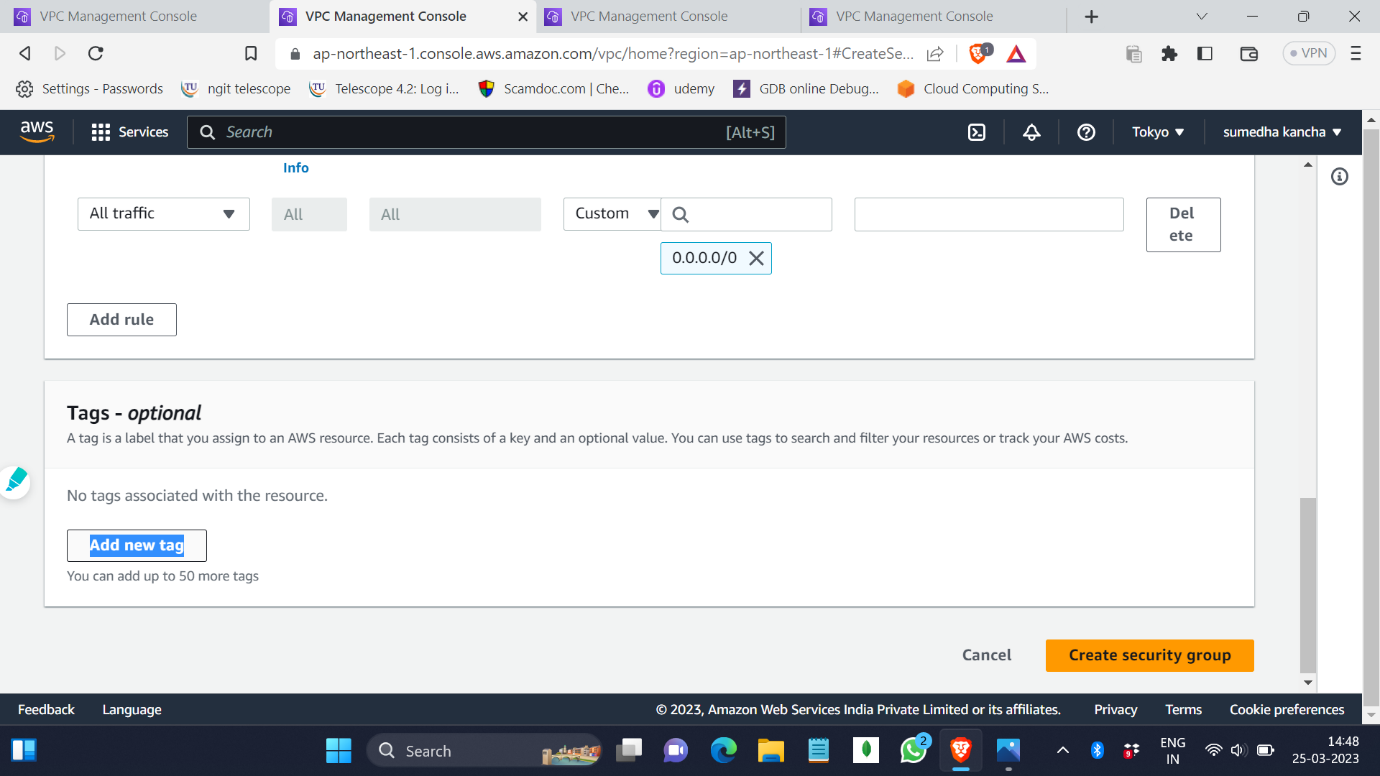 VPC Management Console
VPC Management Console
VPC Management Console
VPC Management Console
ap-northeast-1.console.aws.amazon.com/vpc/home?region=ap-northeast-1#CreateSe...
1
VPN
Settings - Passwords
ngit telescope
Telescope 4.2: Log i...
Scamdoc.com | Che...
udemy
GDB online Debug...
Cloud Computing S...
aws
Services
Search
[Alt+S]
Tokyo
sumedha kancha
Info
All traffic
All
All
Custom
Del
ete
0.0.0.0/0
Add rule
Tags - optional
A tag is a label that you assign to an AWS resource. Each tag consists of a key and an optional value. You can use tags to search and filter your resources or track your AWS costs.
No tags associated with the resource.
Add new tag
You can add up to 50 more tags
Cancel
Create security group
Feedback
Language
© 2023, Amazon Web Services India Private Limited or its affiliates.
Privacy
Terms
Cookie preferences
Search
2
9
ENG
IN
14:48
25-03-2023